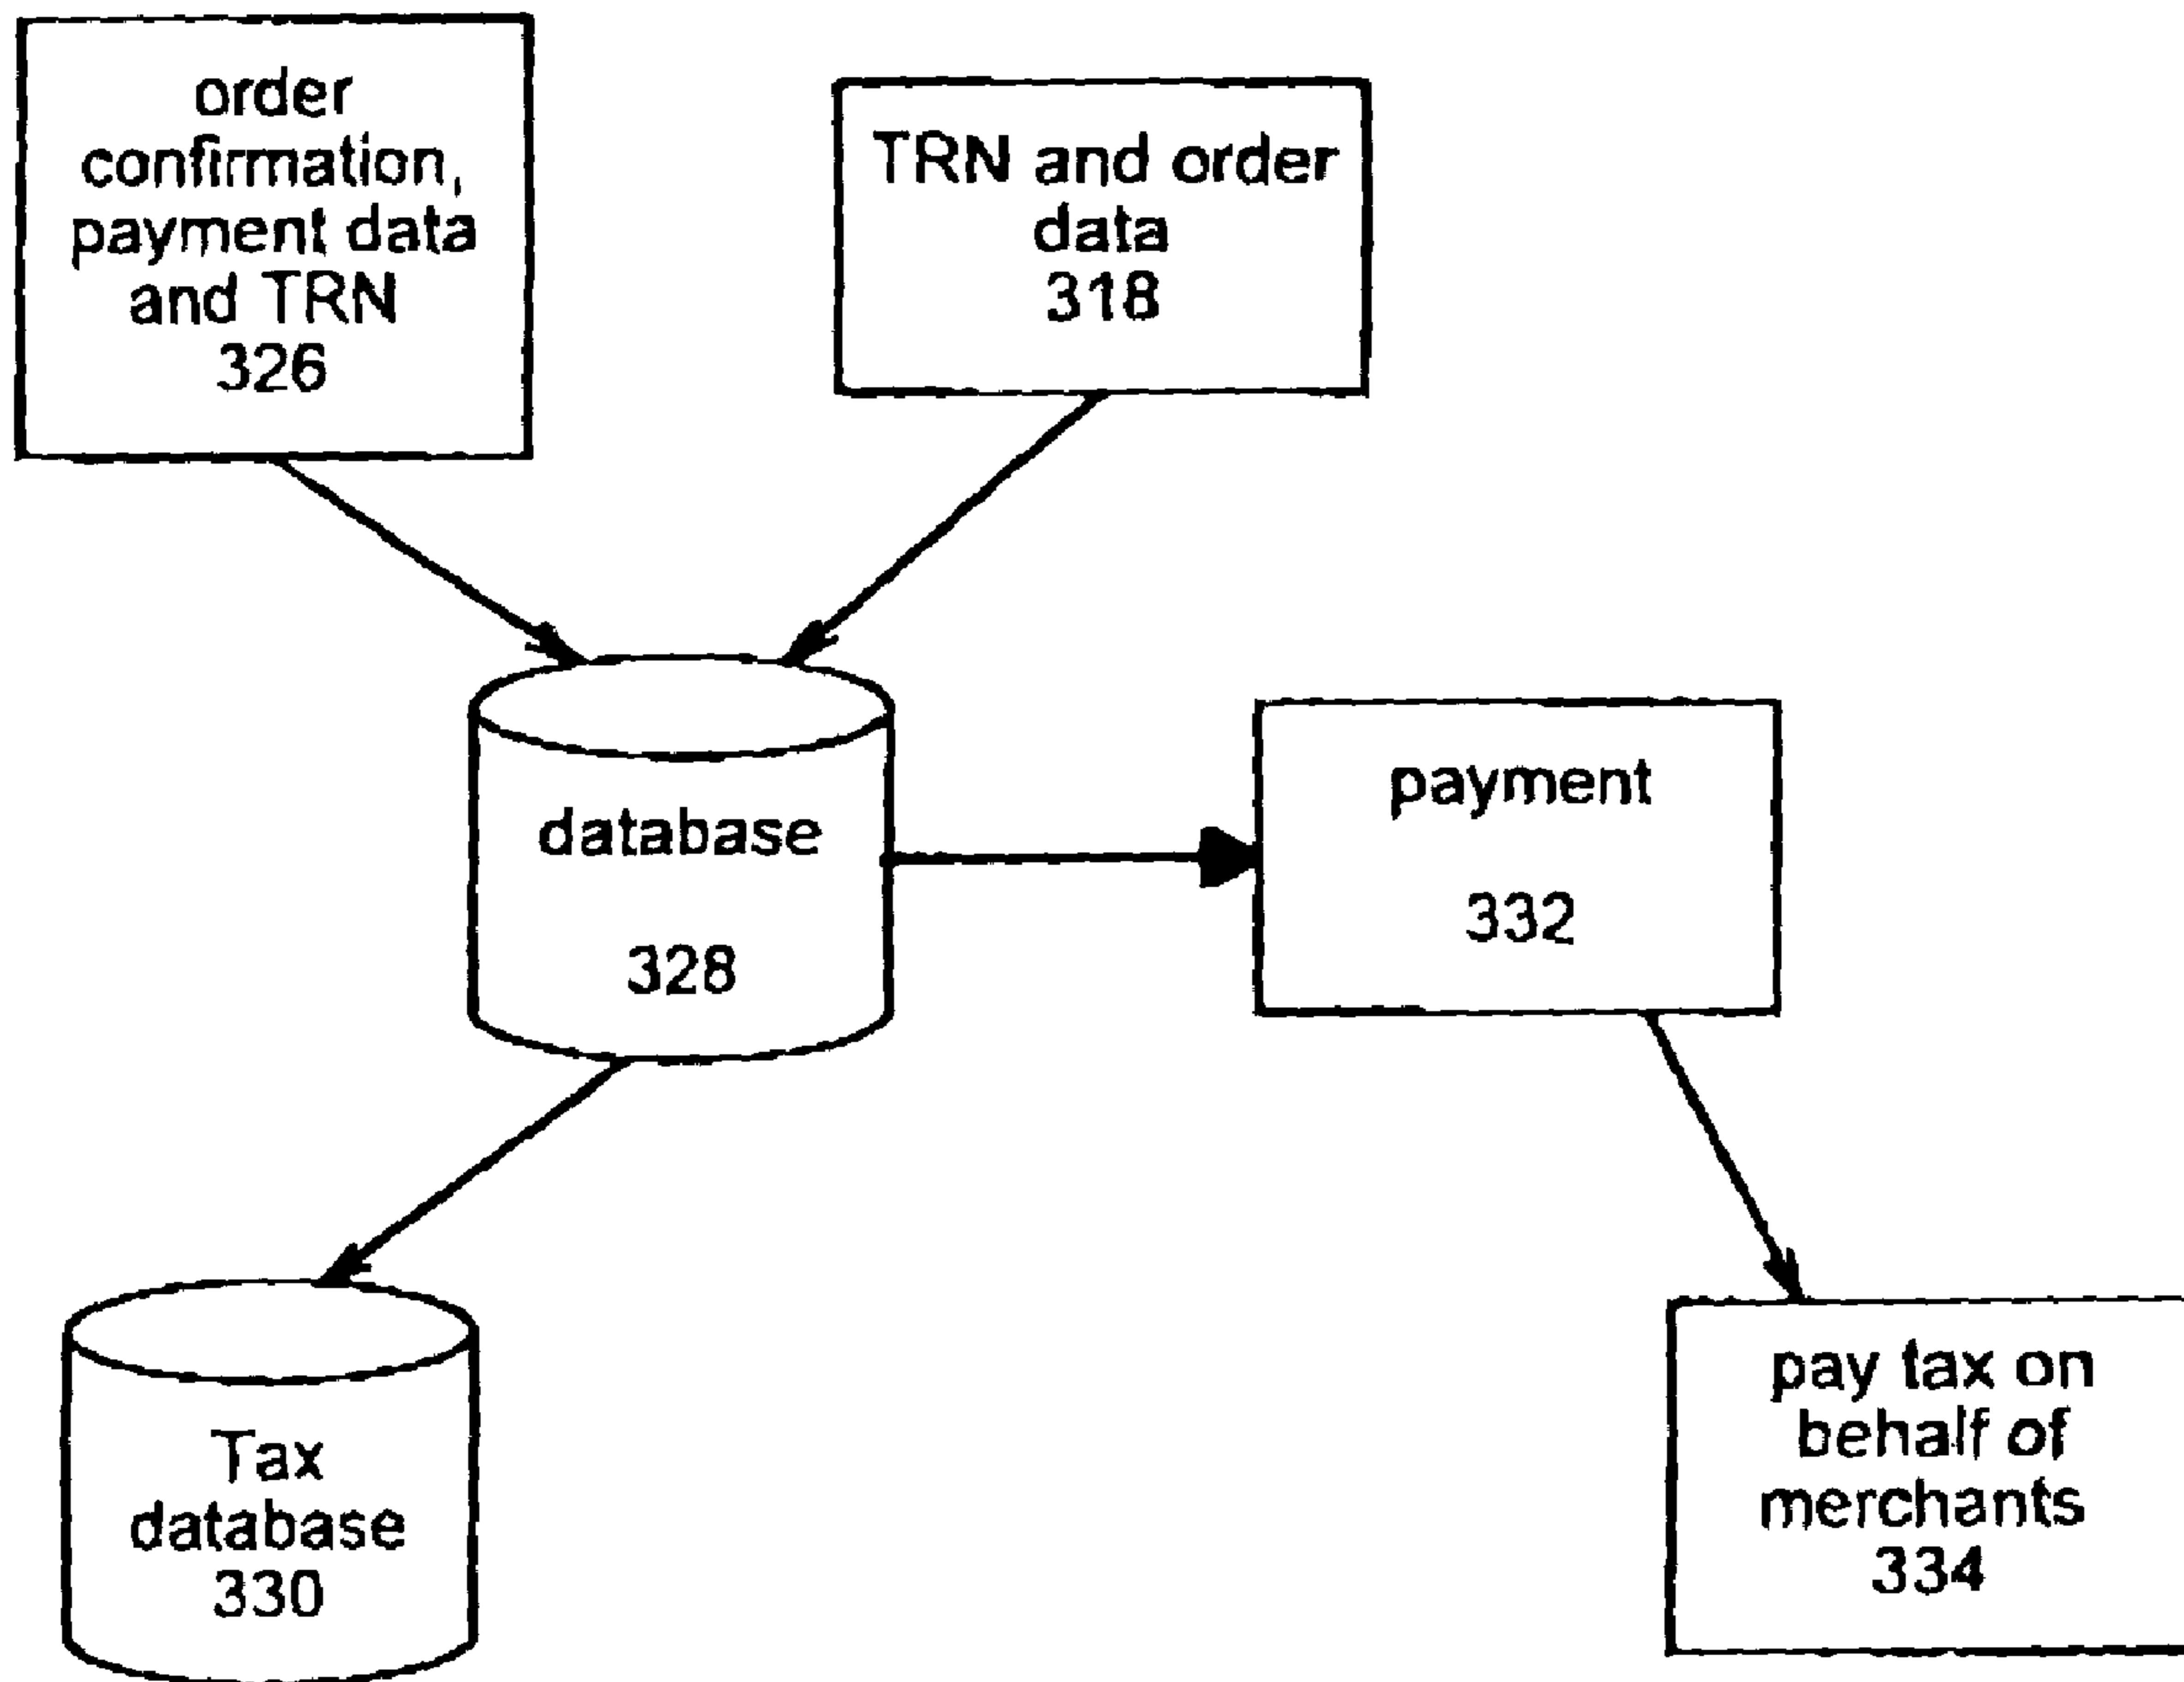 order
confirmation,
payment data
and TRN
326
TRN and order
data
318
database
328
payment
332
Tax
database
330
pay tax on
behalf of
merchants
334